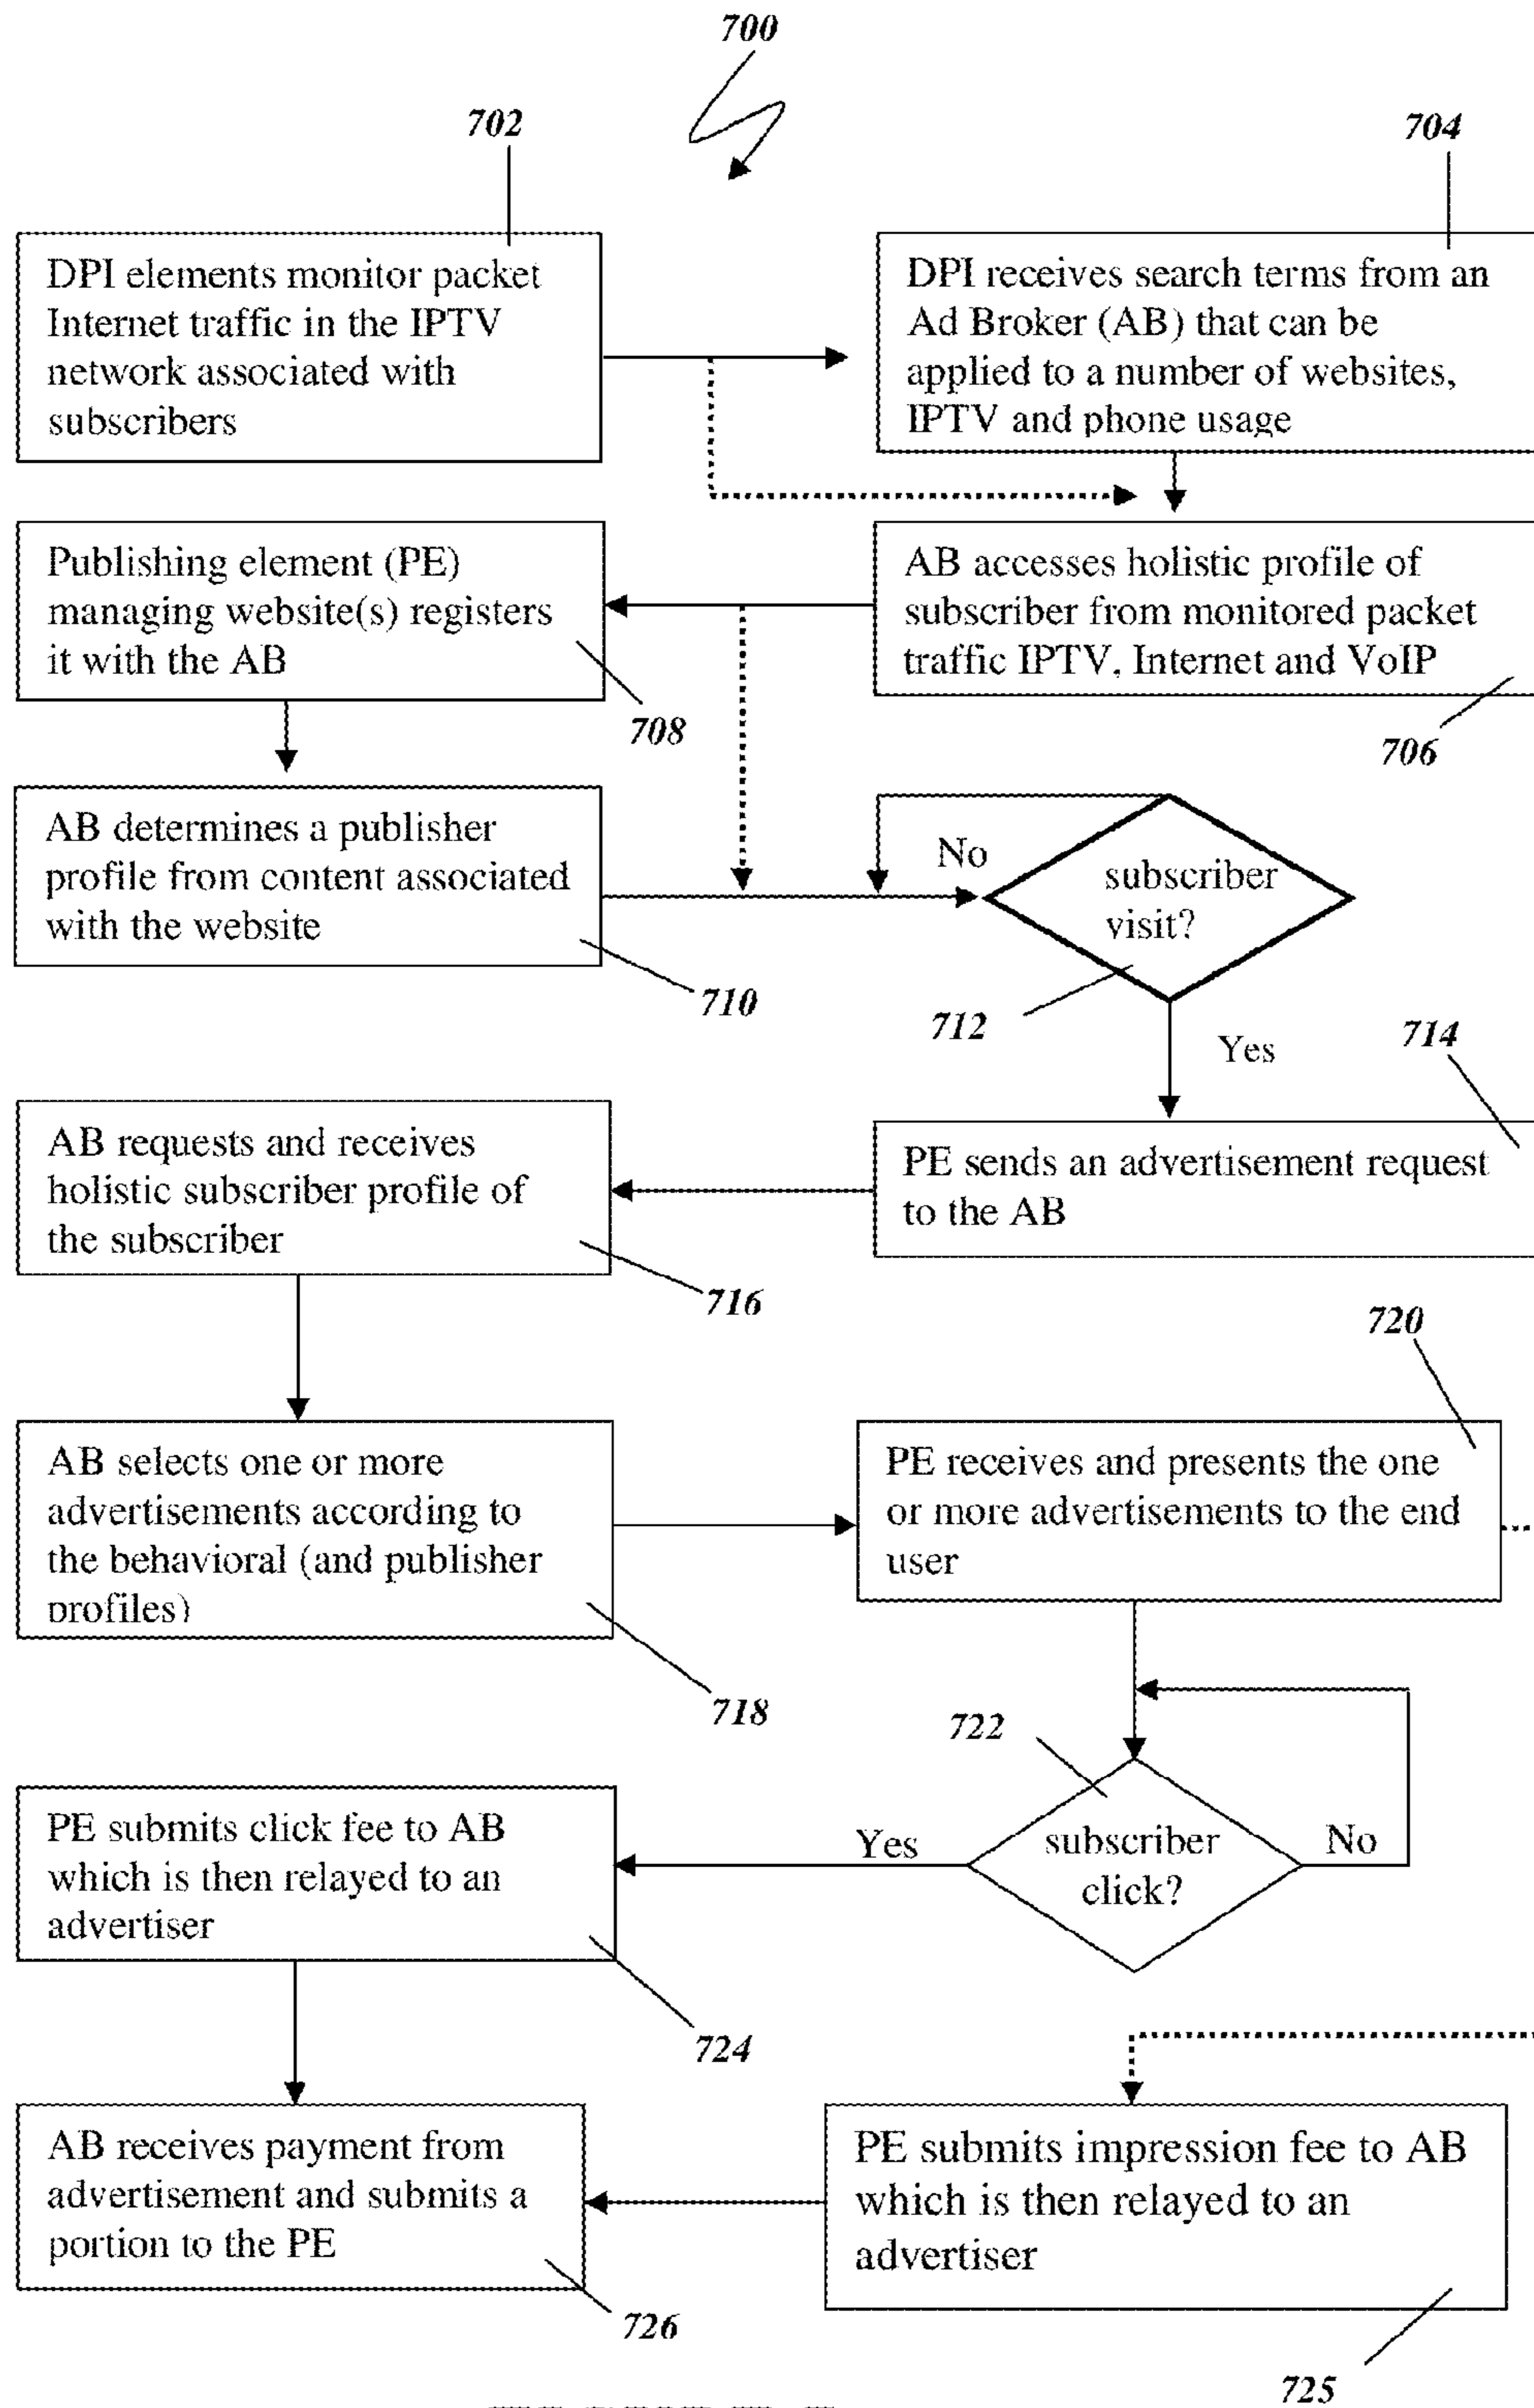 700
702
704
DPI elements monitor packet
Internet traffic in the IPTV
network associated with
subscribers
DPI receives search terms from an
Ad Broker (AB) that can be
applied to a number of websites,
IPTV and phone usage
Publishing element (PE)
managing website(s) registers
it with the AB
708
AB accesses holistic profile of
subscriber from monitored packet
traffic IPTV, Internet and VoIP
706
AB determines a publisher
profile from content associated
with the website
710
No
subscriber
visit?
712
Yes
714
AB requests and receives
holistic subscriber profile of
the subscriber
716
PE sends an advertisement request
to the AB
720
AB selects one or more
advertisements according to
the behavioral (and publisher
profiles)
718
PE receives and presents the one
or more advertisements to the end
user
722
PE submits click fee to AB
which is then relayed to an
advertiser
724
Yes
subscriber
click?
No
AB receives payment from
advertisement and submits a
portion to the PE
726
PE submits impression fee to AB
which is then relayed to an
advertiser
725